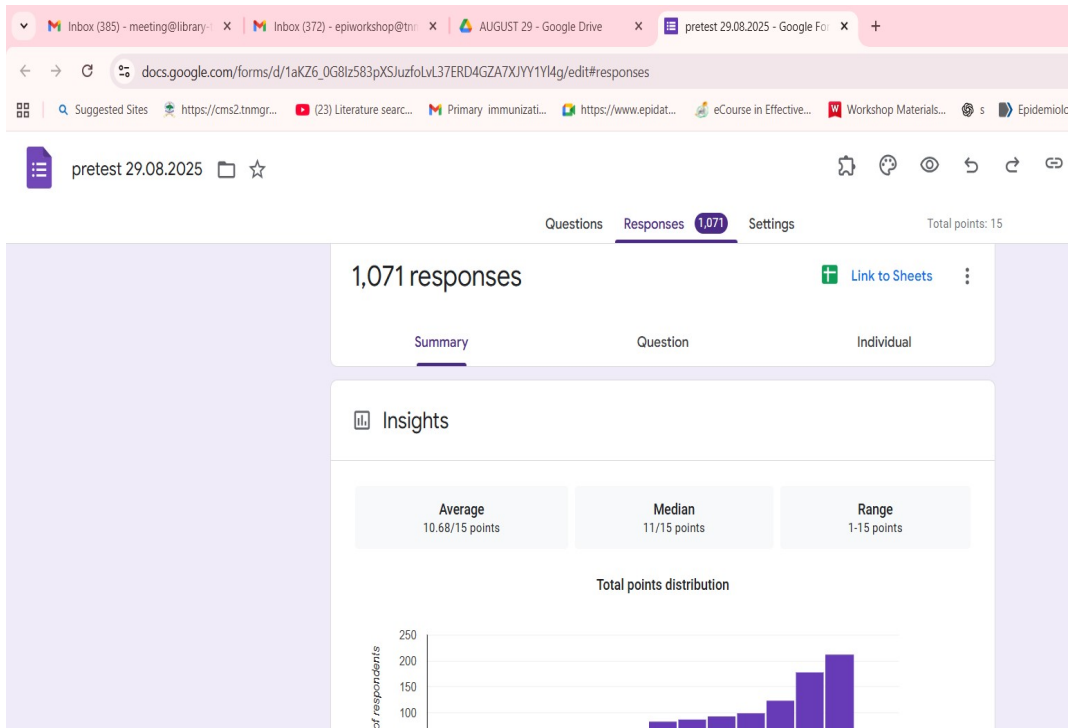 Inbox (385) - meeting@library-
Inbox (372) - epiworkshop@tnm
AUGUST 29 - Google Drive
pretest 29.08.2025 - Google For
docs.google.com/forms/d/1aKZ6_0G8Iz583pXSJuzfoLvL37ERD4GZA7XJYY1Yl4g/edit#responses
Suggested Sites
https://cms2.tnmgr...
(23) Literature searc...
Primary immunizati...
https://www.epidat...
eCourse in Effective...
Workshop Materials...
s
Epidemiolo
pretest 29.08.2025
Questions
Responses 1,071
Settings
Total points: 15
1,071 responses
Link to Sheets
Summary
Question
Individual
Insights
Average
10.68/15 points
Median
11/15 points
Range
1-15 points
Total points distribution
250
200
150
100
of respondents